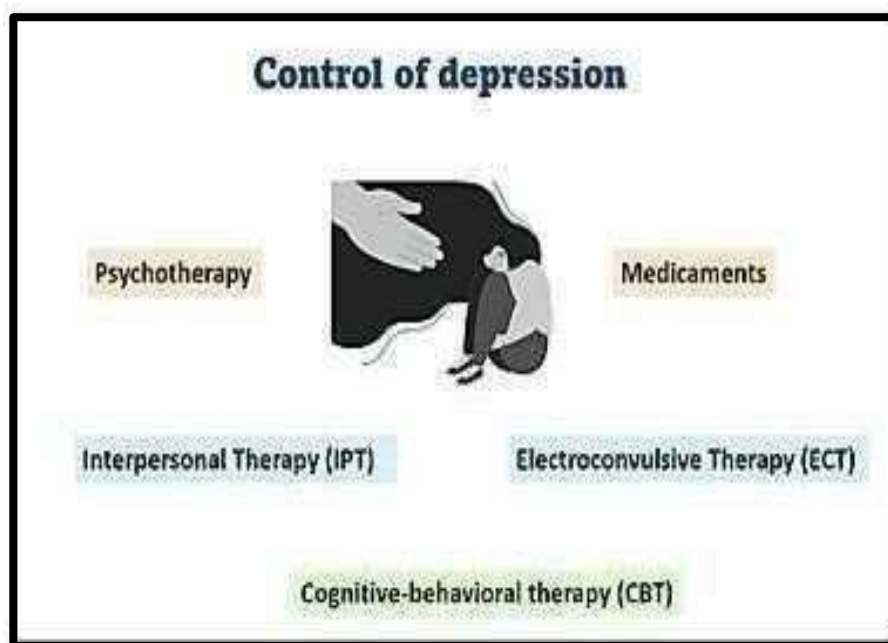 Control of depression
Psychotherapy
Medicaments
Interpersonal Therapy (IPT)
Electroconvulsive Therapy (ECT)
Cognitive-behavioral therapy (CBT)